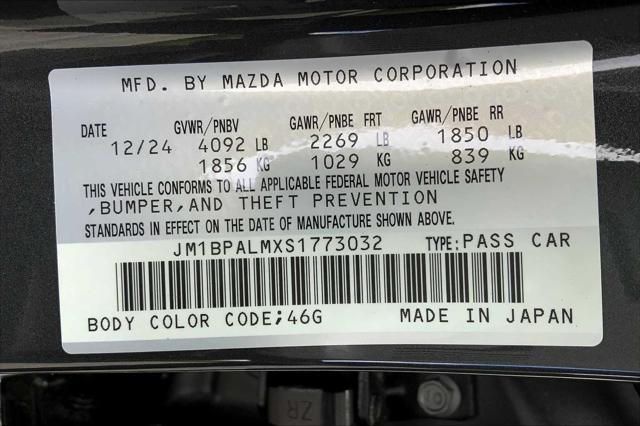 MFD. BY MAZDA MOTOR CORPORATION
DATE GVWR/PNBV GAWR/PNBE FRT GAWR/PNBE RR
12/24 4092 LB 2269 LB 1850 LB
1856 KG 1029 KG 839 KG
THIS VEHICLE CONFORMS TO ALL APPLICABLE FEDERAL MOTOR VEHICLE SAFETY
,BUMPER,AND THEFT PREVENTION
STANDARDS IN EFFECT ON THE DATE OF MANUFACTURE SHOWN ABOVE.
JM1BPALMXS1773032 TYPE:PASS CAR
BODY COLOR CODE;46G MADE IN JAPAN
ZR